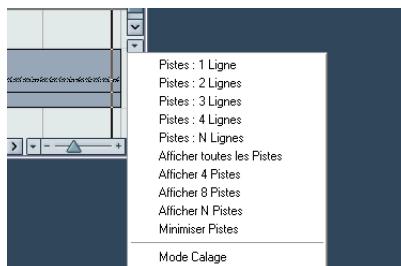 Pistes : 1 Ligne
Pistes : 2 Lignes
Pistes : 3 Lignes
Pistes : 4 Lignes
Pistes : N Lignes
Afficher toutes les Pistes
Afficher 4 Pistes
Afficher 8 Pistes
Afficher N Pistes
Minimiser Pistes
Mode Calage